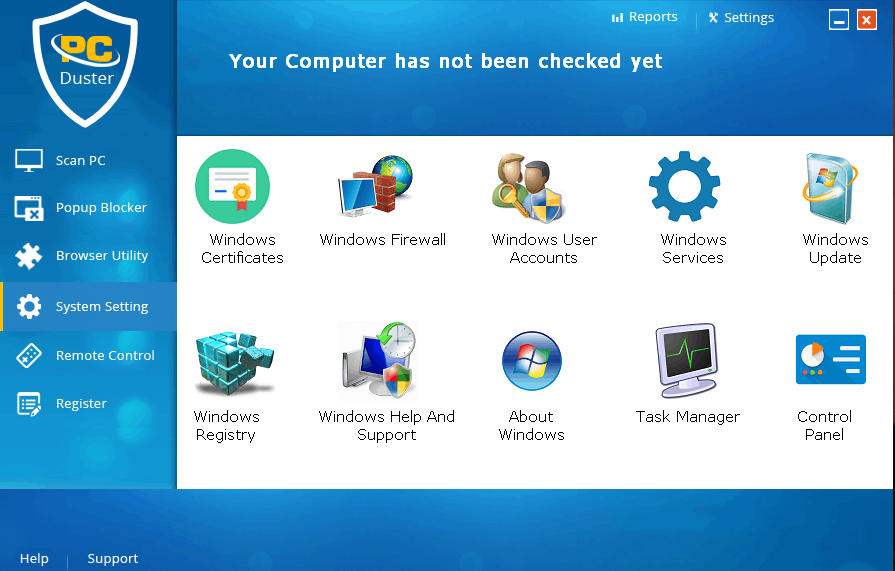 PC
Duster
Reports
Settings
Your Computer has not been checked yet
Scan PC
Popup Blocker
Browser Utility
System Setting
Remote Control
Register
Windows
Certificates
Windows Firewall
Windows User
Accounts
Windows
Services
Windows
Update
Windows
Registry
Windows Help And
Support
About
Windows
Task Manager
Control
Panel
Help
Support